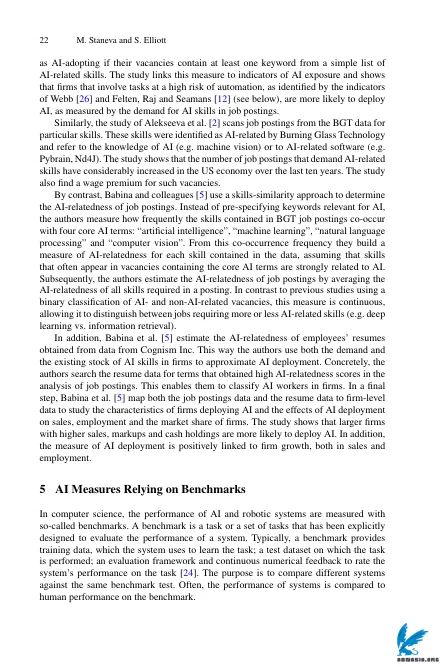 22 M. Staneva and S. Elliott
as AI-adopting if their vacancies contain at least one keyword from a simple list of
AI-related skills. The study links this measure to indicators of AI exposure and shows
that firms that involve tasks at a high risk of automation, as identified by the indicators
of Webb [26] and Felten, Raj and Seamans [12] (see below), are more likely to deploy
AI, as measured by the demand for AI skills in job postings.
Similarly, the study of Alekseeva et al. [2] scans job postings from the BGT data for
particular skills. These skills were identified as AI-related by Burning Glass Technology
and refer to the knowledge of AI (e.g. machine vision) or to AI-related software (e.g.
Pybrain, Nd4J). The study shows that the number of job postings that demand AI-related
skills have considerably increased in the US economy over the last ten years. The study
also find a wage premium for such vacancies.
By contrast, Babina and colleagues [5] use a skills-similarity approach to determine
the AI-relatedness of job postings. Instead of pre-specifying keywords relevant for AI,
the authors measure how frequently the skills contained in BGT job postings co-occur
with four core AI terms: “artificial intelligence”, “machine learning”, “natural language
processing” and “computer vision”. From this co-occurrence frequency they build a
measure of AI-relatedness for each skill contained in the data, assuming that skills
that often appear in vacancies containing the core AI terms are strongly related to AI.
Subsequently, the authors estimate the AI-relatedness of job postings by averaging the
AI-relatedness of all skills required in a posting. In contrast to previous studies using a
binary classification of AI- and non-AI-related vacancies, this measure is continuous,
allowing it to distinguish between jobs requiring more or less AI-related skills (e.g. deep
learning vs. information retrieval).
In addition, Babina et al. [5] estimate the AI-relatedness of employees’ resumes
obtained from data from Cognism Inc. This way the authors use both the demand and
the existing stock of AI skills in firms to approximate AI deployment. Concretely, the
authors search the resume data for terms that obtained high AI-relatedness scores in the
analysis of job postings. This enables them to classify AI workers in firms. In a final
step, Babina et al. [5] map both the job postings data and the resume data to firm-level
data to study the characteristics of firms deploying AI and the effects of AI deployment
on sales, employment and the market share of firms. The study shows that larger firms
with higher sales, markups and cash holdings are more likely to deploy AI. In addition,
the measure of AI deployment is positively linked to firm growth, both in sales and
employment.
5 AI Measures Relying on Benchmarks
In computer science, the performance of AI and robotic systems are measured with
so-called benchmarks. A benchmark is a task or a set of tasks that has been explicitly
designed to evaluate the performance of a system. Typically, a benchmark provides
training data, which the system uses to learn the task; a test dataset on which the task
is performed; an evaluation framework and continuous numerical feedback to rate the
system’s performance on the task [24]. The purpose is to compare different systems
against the same benchmark test. Often, the performance of systems is compared to
human performance on the benchmark.